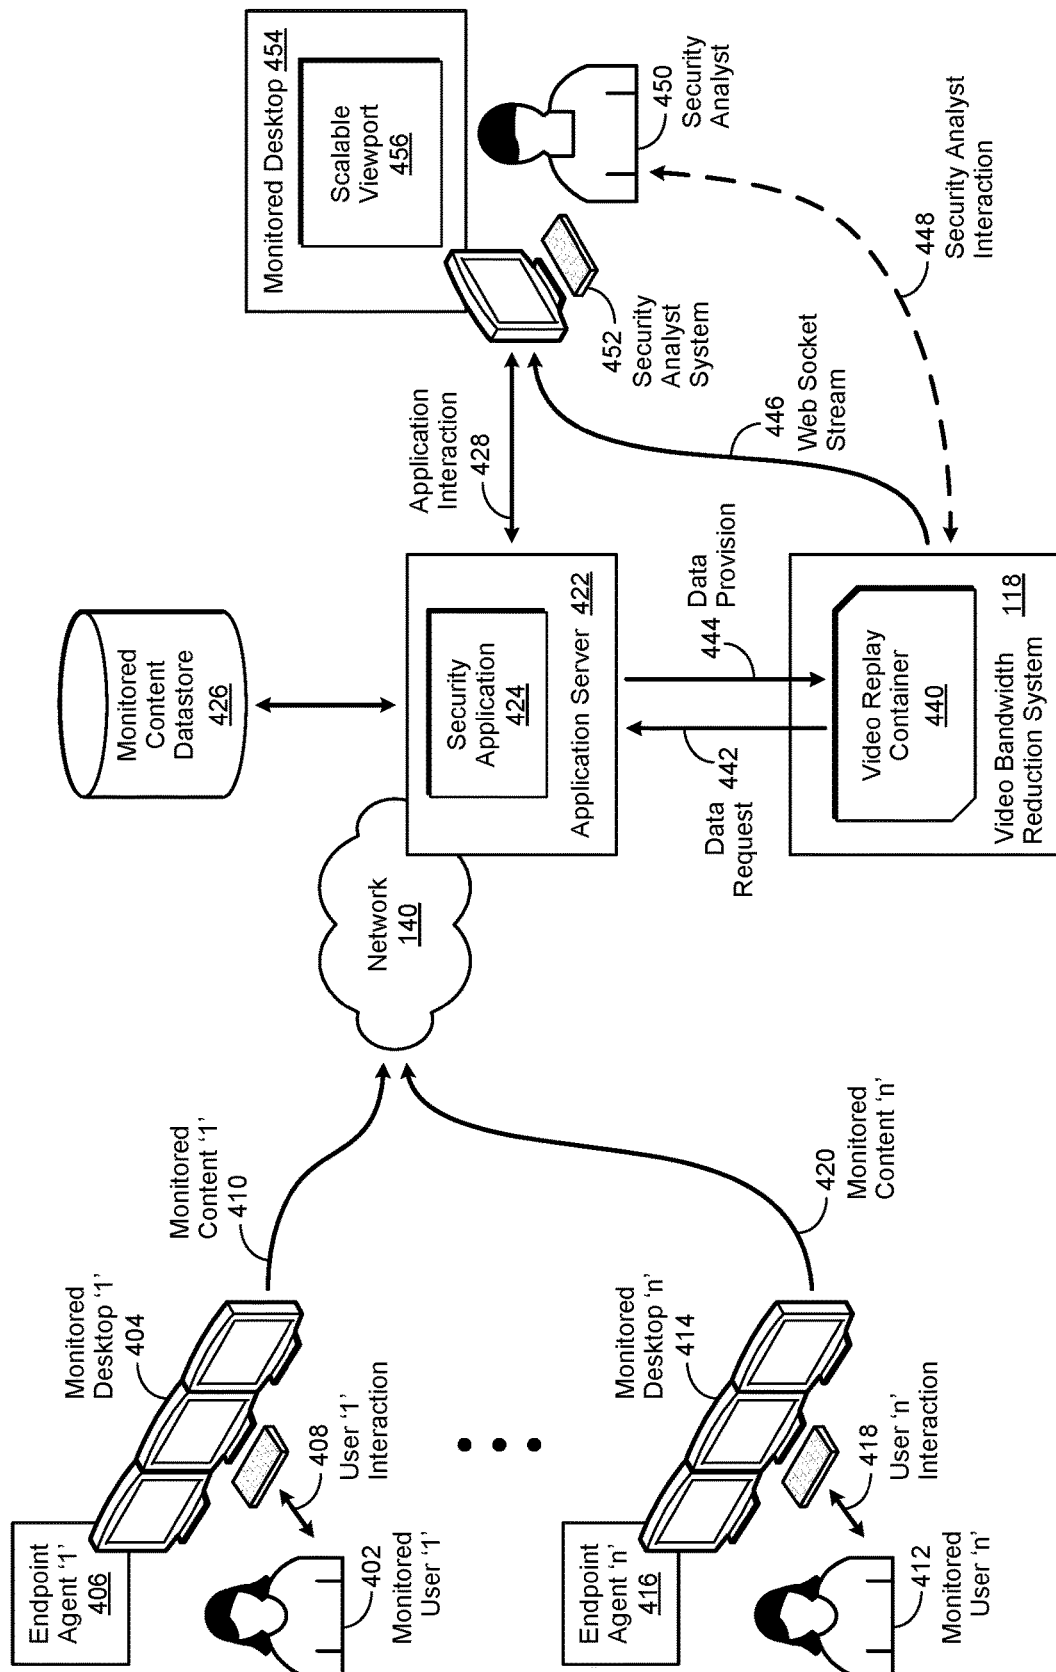 Endpoint
Agent ‘1’
406
Monitored
Desktop ‘1’
404
408
User ‘1’
Interaction
402
Monitored
User ‘1’
Monitored
Content ‘1’
410
Endpoint
Agent ‘n’
416
Monitored
Desktop ‘n’
414
418
User ‘n’
Interaction
412
Monitored
User ‘n’
420
Monitored
Content ‘n’
Network
140
Monitored
Content
Datastore
426
Security
Application
424
Application Server 422
Data
Request
442
444
Data
Provision
Video Replay
Container
440
Video Bandwidth
Reduction System
118
Application
Interaction
428
446
Web Socket
Stream
448
Security Analyst
Interaction
Monitored Desktop 454
Scalable
Viewport
456
452
Security
Analyst
System
450
Security
Analyst